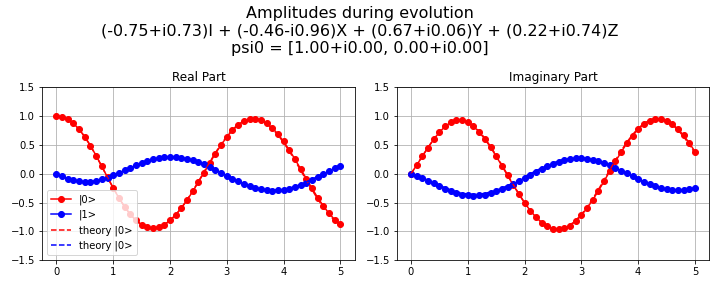 Amplitudes during evolution
(-0.75+i0.73)I + (-0.46-i0.96)X + (0.67+i0.06)Y + (0.22+i0.74)Z
psi0 = [1.00+i0.00, 0.00+i0.00]
Real Part
Imaginary Part
1.5
1.0
0.5
0.0
-0.5
-1.0
-1.5
|0>
|1>
theory |0>
theory |0>
0 1 2 3 4 5
1.5
1.0
0.5
0.0
-0.5
-1.0
-1.5
0 1 2 3 4 5